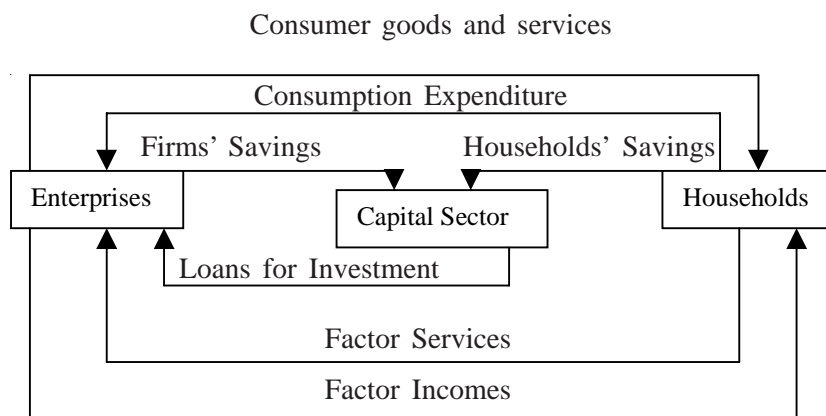 Consumer goods and services
Consumption Expenditure
Firms’ Savings
Households’ Savings
Enterprises
Capital Sector
Households
Loans for Investment
Factor Services
Factor Incomes